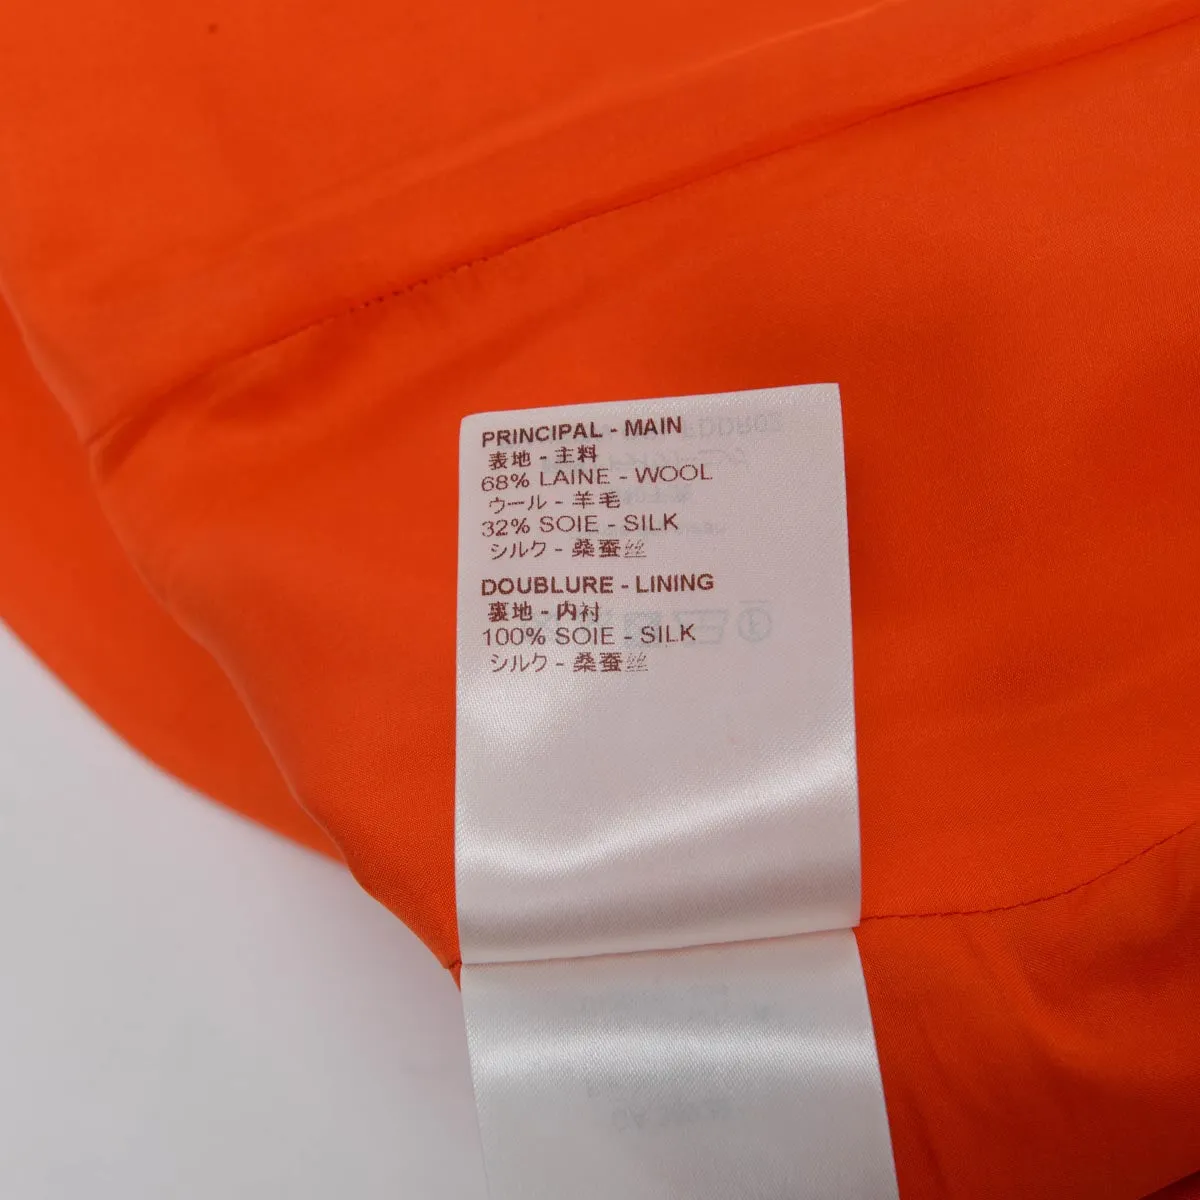 PRINCIPAL - MAIN
表地 - 主料
68% LAINE - WOOL
ウール - 羊毛
32% SOIE - SILK
シルク - 桑蚕丝
DOUBLURE - LINING
裏地 - 内衬
100% SOIE - SILK
シルク - 桑蚕丝